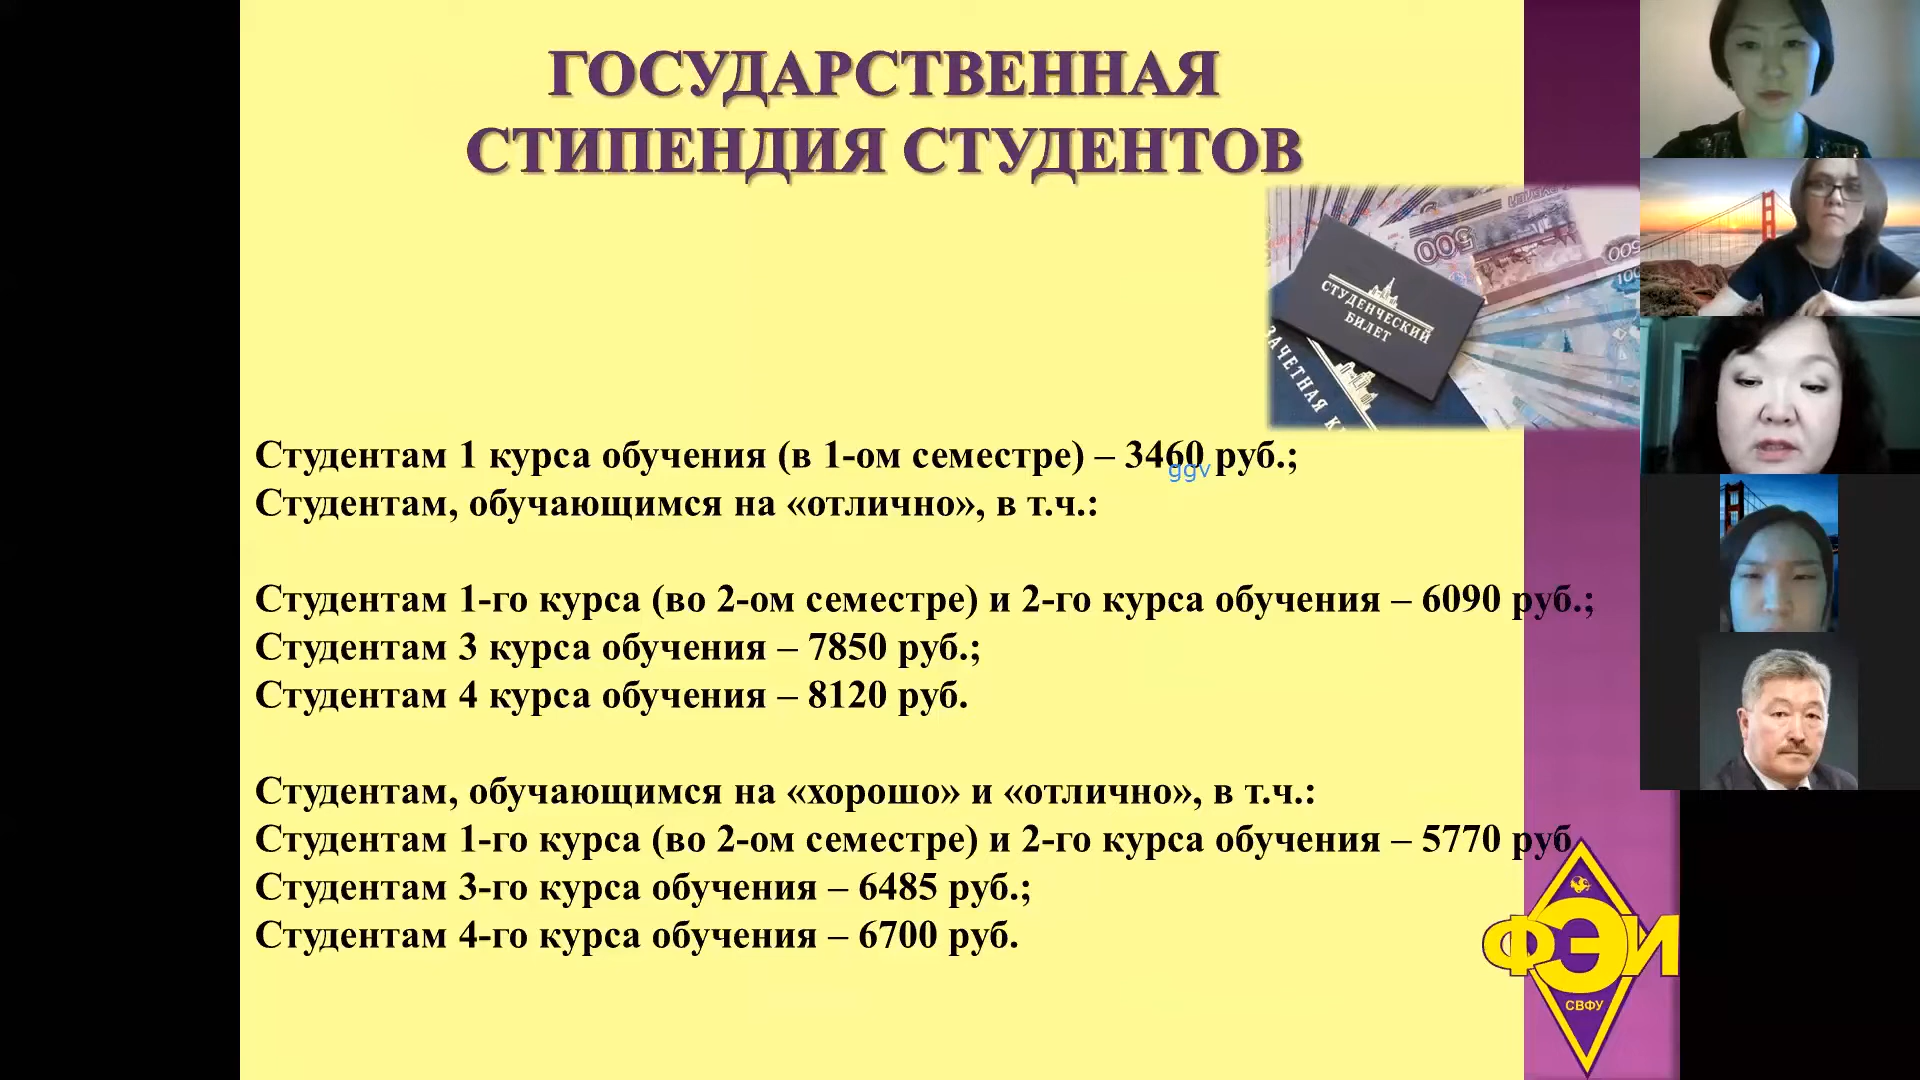 ГОСУДАРСТВЕННАЯ
СТИПЕНДИЯ СТУДЕНТОВ
500
500
100
СТУДЕНЧЕСКИЙ
БИЛЕТ
ЗАЧЕТНАЯ К
Студентам 1 курса обучения (в 1-ом семестре) – 3460 руб.;
ggv
Студентам, обучающимся на «отлично», в т.ч.:
Студентам 1-го курса (во 2-ом семестре) и 2-го курса обучения – 6090 руб.;
Студентам 3 курса обучения – 7850 руб.;
Студентам 4 курса обучения – 8120 руб.
Студентам, обучающимся на «хорошо» и «отлично», в т.ч.:
Студентам 1-го курса (во 2-ом семестре) и 2-го курса обучения – 5770 руб
Студентам 3-го курса обучения – 6485 руб.;
Студентам 4-го курса обучения – 6700 руб.
ФЭИ
СВФУ